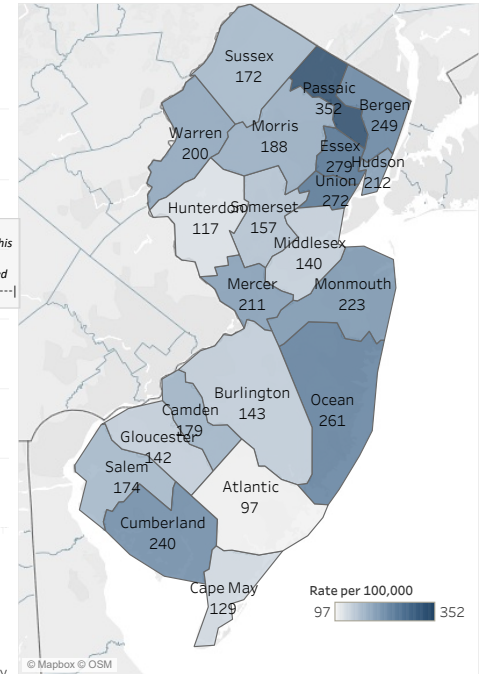 Sussex
172
Passaic
352
Bergen
249
Warren
200
Morris
188
Essex
279
Hudson
212
Union
272
Hunterdon
117
Somerset
157
Middlesex
140
Mercer
211
Monmouth
223
Burlington
143
Ocean
261
Camden
179
Gloucester
142
Salem
174
Atlantic
97
Cumberland
240
Cape May
129
Rate per 100,000
97 352
© Mapbox © OSM